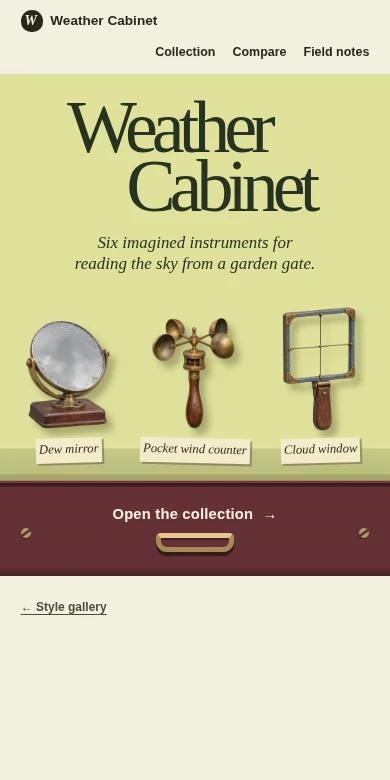 W Weather Cabinet
Collection Compare Field notes
Weather
Cabinet
Six imagined instruments for
reading the sky from a garden gate.
Dew mirror Pocket wind counter Cloud window
Open the collection →
← Style gallery